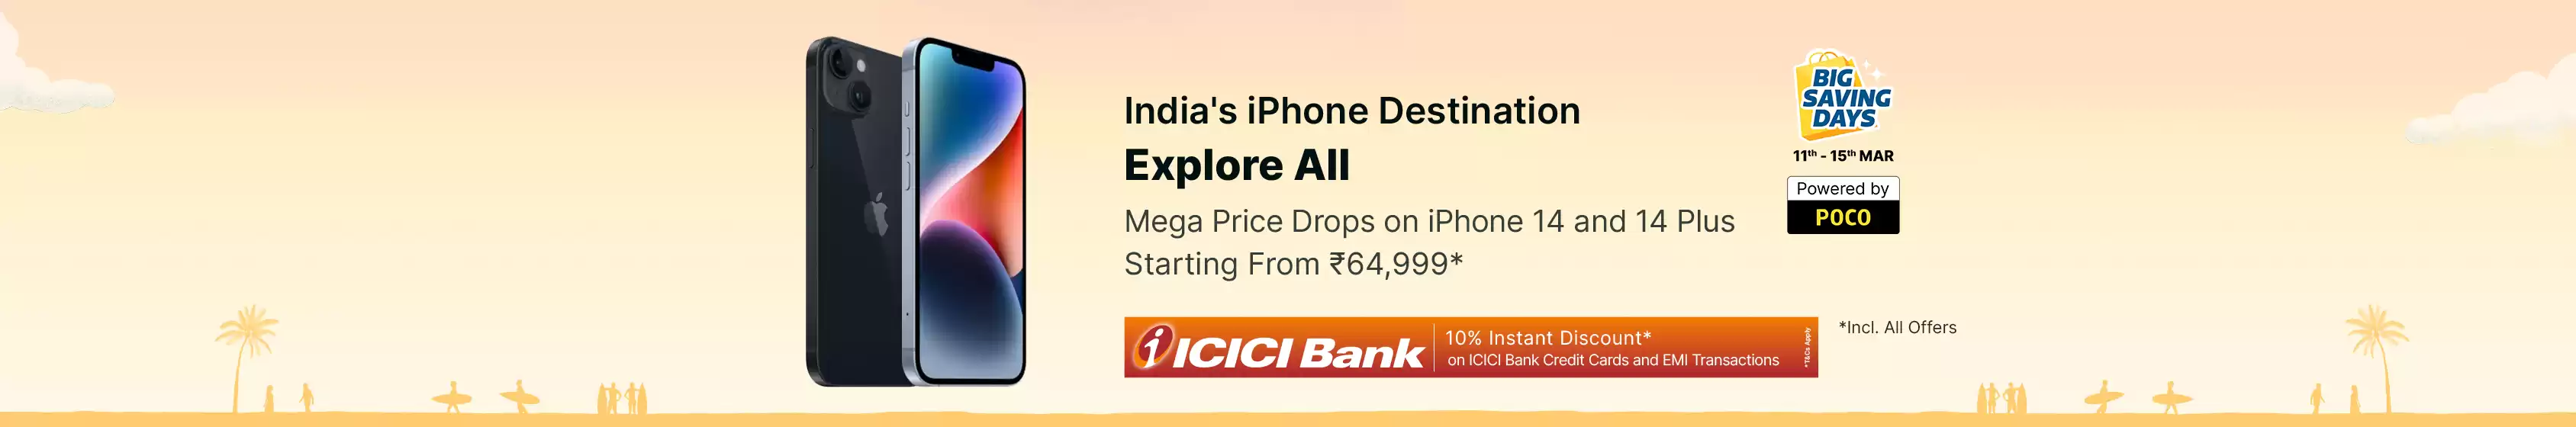 India's iPhone Destination
Explore All
Mega Price Drops on iPhone 14 and 14 Plus
Starting From ₹64,999*
i ICICI Bank
10% Instant Discount*
on ICICI Bank Credit Cards and EMI Transactions
*T&Cs Apply
*Incl. All Offers
BIG
SAVING
DAYS
11th - 15th MAR
Powered by
POCO